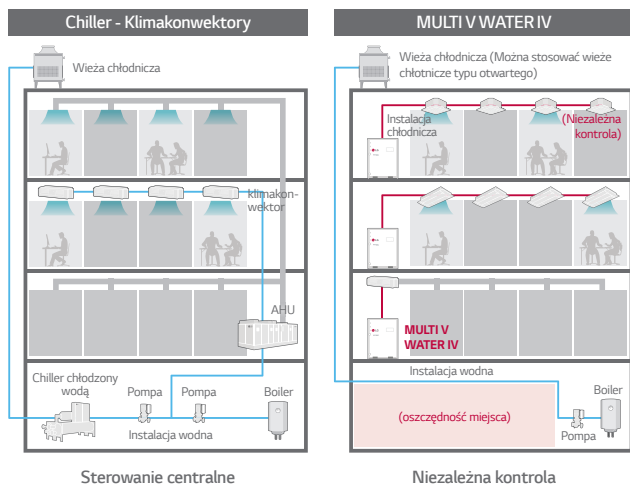 Chiller - Klimakonwektory
Wieża chłodnicza
klimakon-
wektor
AHU
Chiller chłodzony
wodą
Pompa
Pompa
Boiler
Instalacja wodna
Sterowanie centralne
MULTI V WATER IV
Wieża chłodnicza (Można stosować wieże
chłotnicze typu otwartego)
Instalacja
chłodnicza
(Niezależna
kontrola)
MULTI V
WATER IV
Instalacja wodna
(oszczędność miejsca)
Boiler
Pompa
Niezależna kontrola